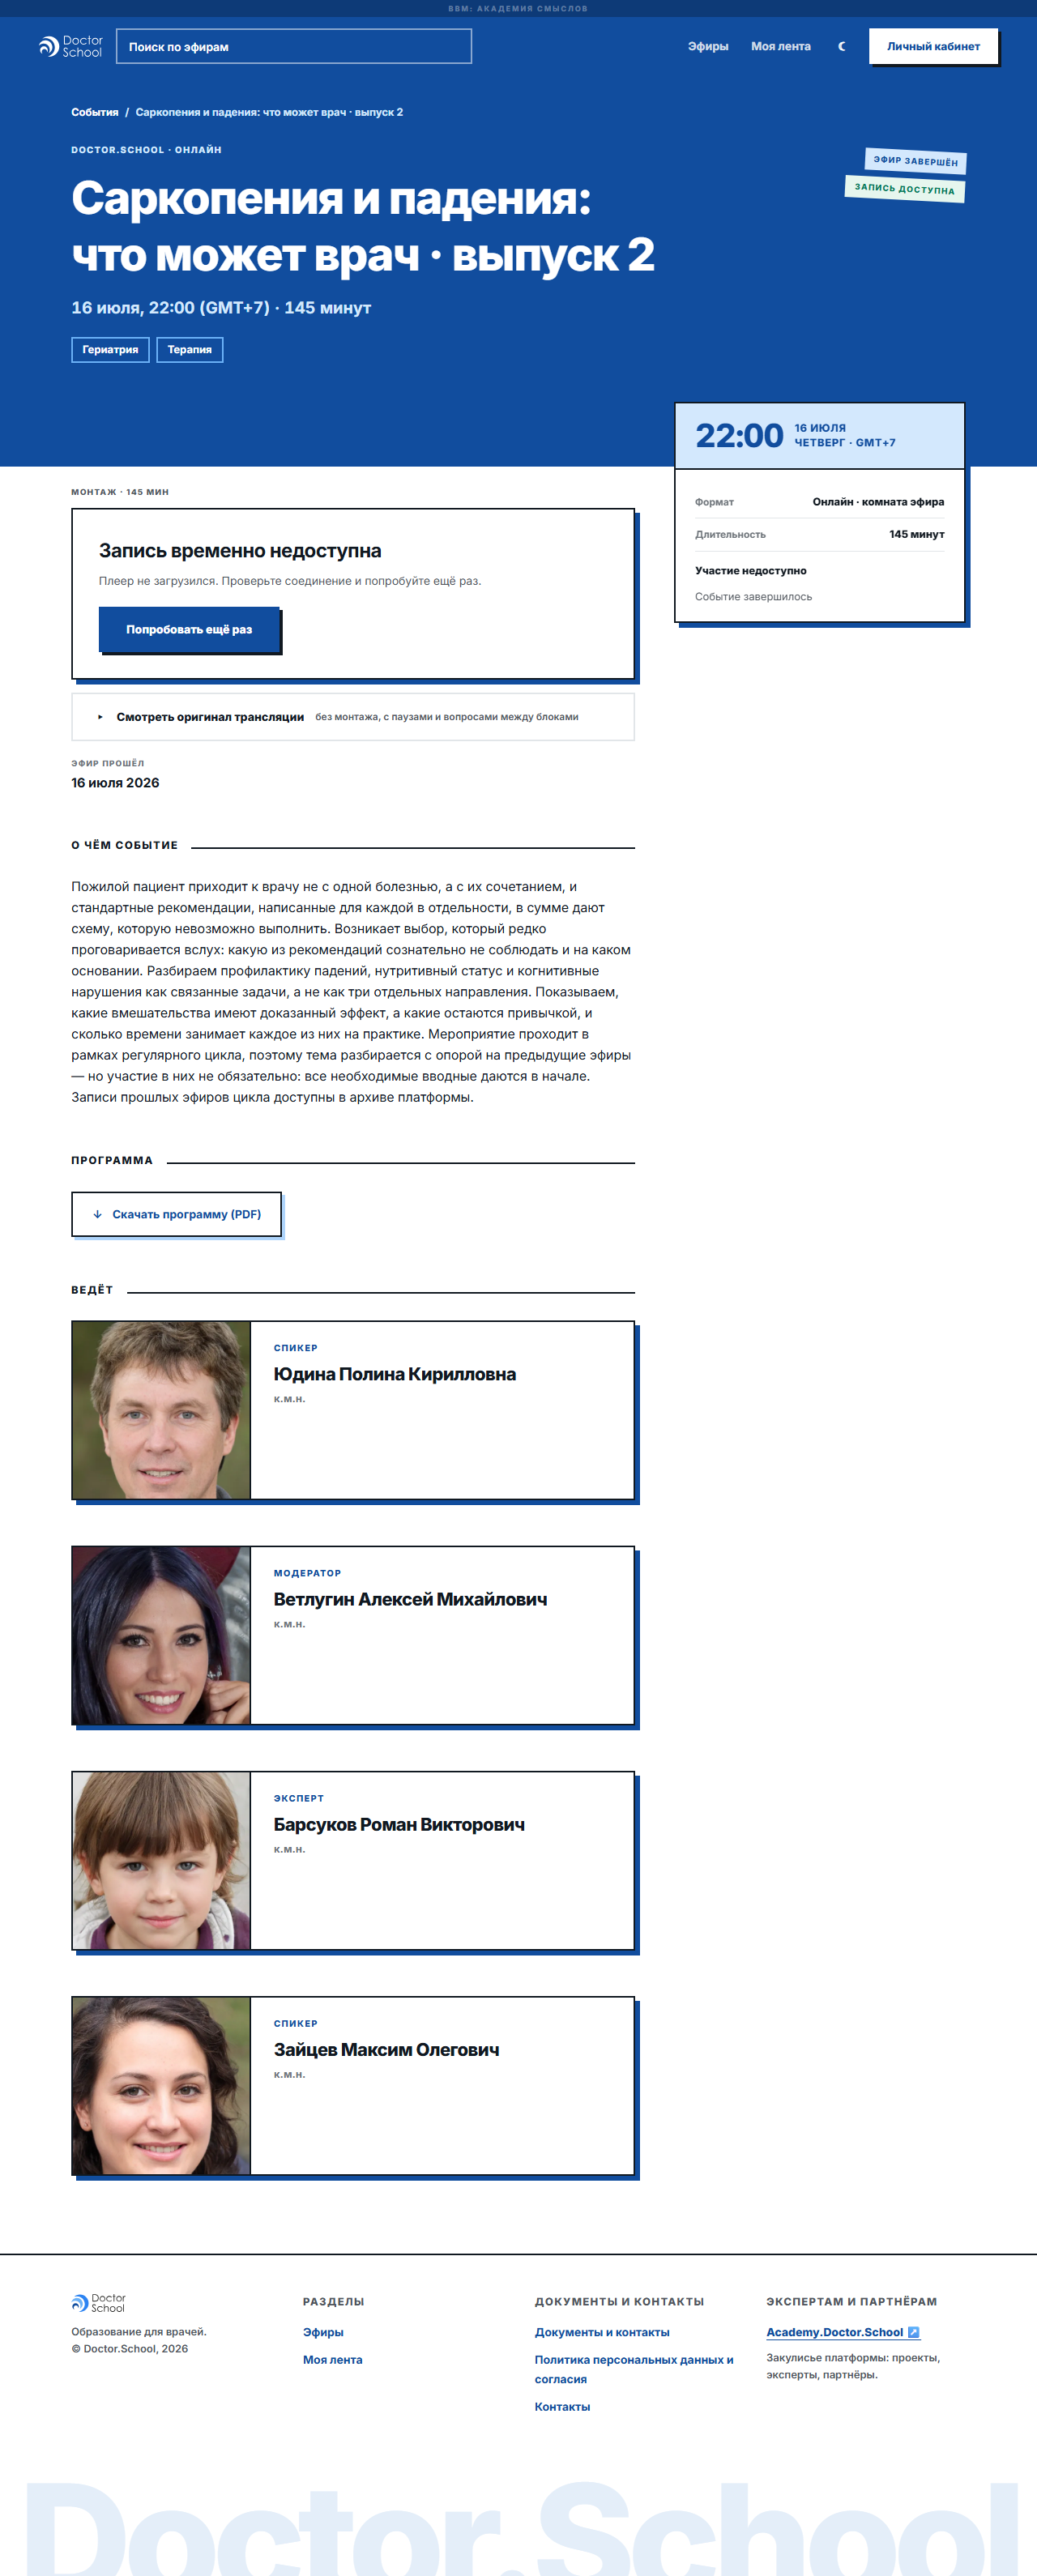 ВВМ: АКАДЕМИЯ СМЫСЛОВ
Doctor
School
Поиск по эфирам
Эфиры
Моя лента
Личный кабинет
События / Саркопения и падения: что может врач · выпуск 2
DOCTOR.SCHOOL · ОНЛАЙН
ЭФИР ЗАВЕРШЁН
ЗАПИСЬ ДОСТУПНА
Саркопения и падения:
что может врач · выпуск 2
16 июля, 22:00 (GMT+7) · 145 минут
Гериатрия
Терапия
22:00
16 ИЮЛЯ
ЧЕТВЕРГ · GMT+7
Формат
Онлайн · комната эфира
Длительность
145 минут
Участие недоступно
Событие завершилось
МОНТАЖ · 145 МИН
Запись временно недоступна
Плеер не загрузился. Проверьте соединение и попробуйте ещё раз.
Попробовать ещё раз
Смотреть оригинал трансляции без монтажа, с паузами и вопросами между блоками
ЭФИР ПРОШЁЛ
16 июля 2026
О ЧЁМ СОБЫТИЕ
Пожилой пациент приходит к врачу не с одной болезнью, а с их сочетанием, и
стандартные рекомендации, написанные для каждой в отдельности, в сумме дают
схему, которую невозможно выполнить. Возникает выбор, который редко
проговаривается вслух: какую из рекомендаций сознательно не соблюдать и на каком
основании. Разбираем профилактику падений, нутритивный статус и когнитивные
нарушения как связанные задачи, а не как три отдельных направления. Показываем,
какие вмешательства имеют доказанный эффект, а какие остаются привычкой, и
сколько времени занимает каждое из них на практике. Мероприятие проходит в
рамках регулярного цикла, поэтому тема разбирается с опорой на предыдущие эфиры
— но участие в них не обязательно: все необходимые вводные даются в начале.
Записи прошлых эфиров цикла доступны в архиве платформы.
ПРОГРАММА
↓ Скачать программу (PDF)
ВЕДЁТ
СПИКЕР
Юдина Полина Кирилловна
к.м.н.
МОДЕРАТОР
Ветлугин Алексей Михайлович
к.м.н.
ЭКСПЕРТ
Барсуков Роман Викторович
к.м.н.
СПИКЕР
Зайцев Максим Олегович
к.м.н.
Doctor
School
Образование для врачей.
© Doctor.School, 2026
РАЗДЕЛЫ
Эфиры
Моя лента
ДОКУМЕНТЫ И КОНТАКТЫ
Документы и контакты
Политика персональных данных и
согласия
Контакты
ЭКСПЕРТАМ И ПАРТНЁРАМ
Academy.Doctor.School ↗
Закулисье платформы: проекты,
эксперты, партнёры.
Doctor.School